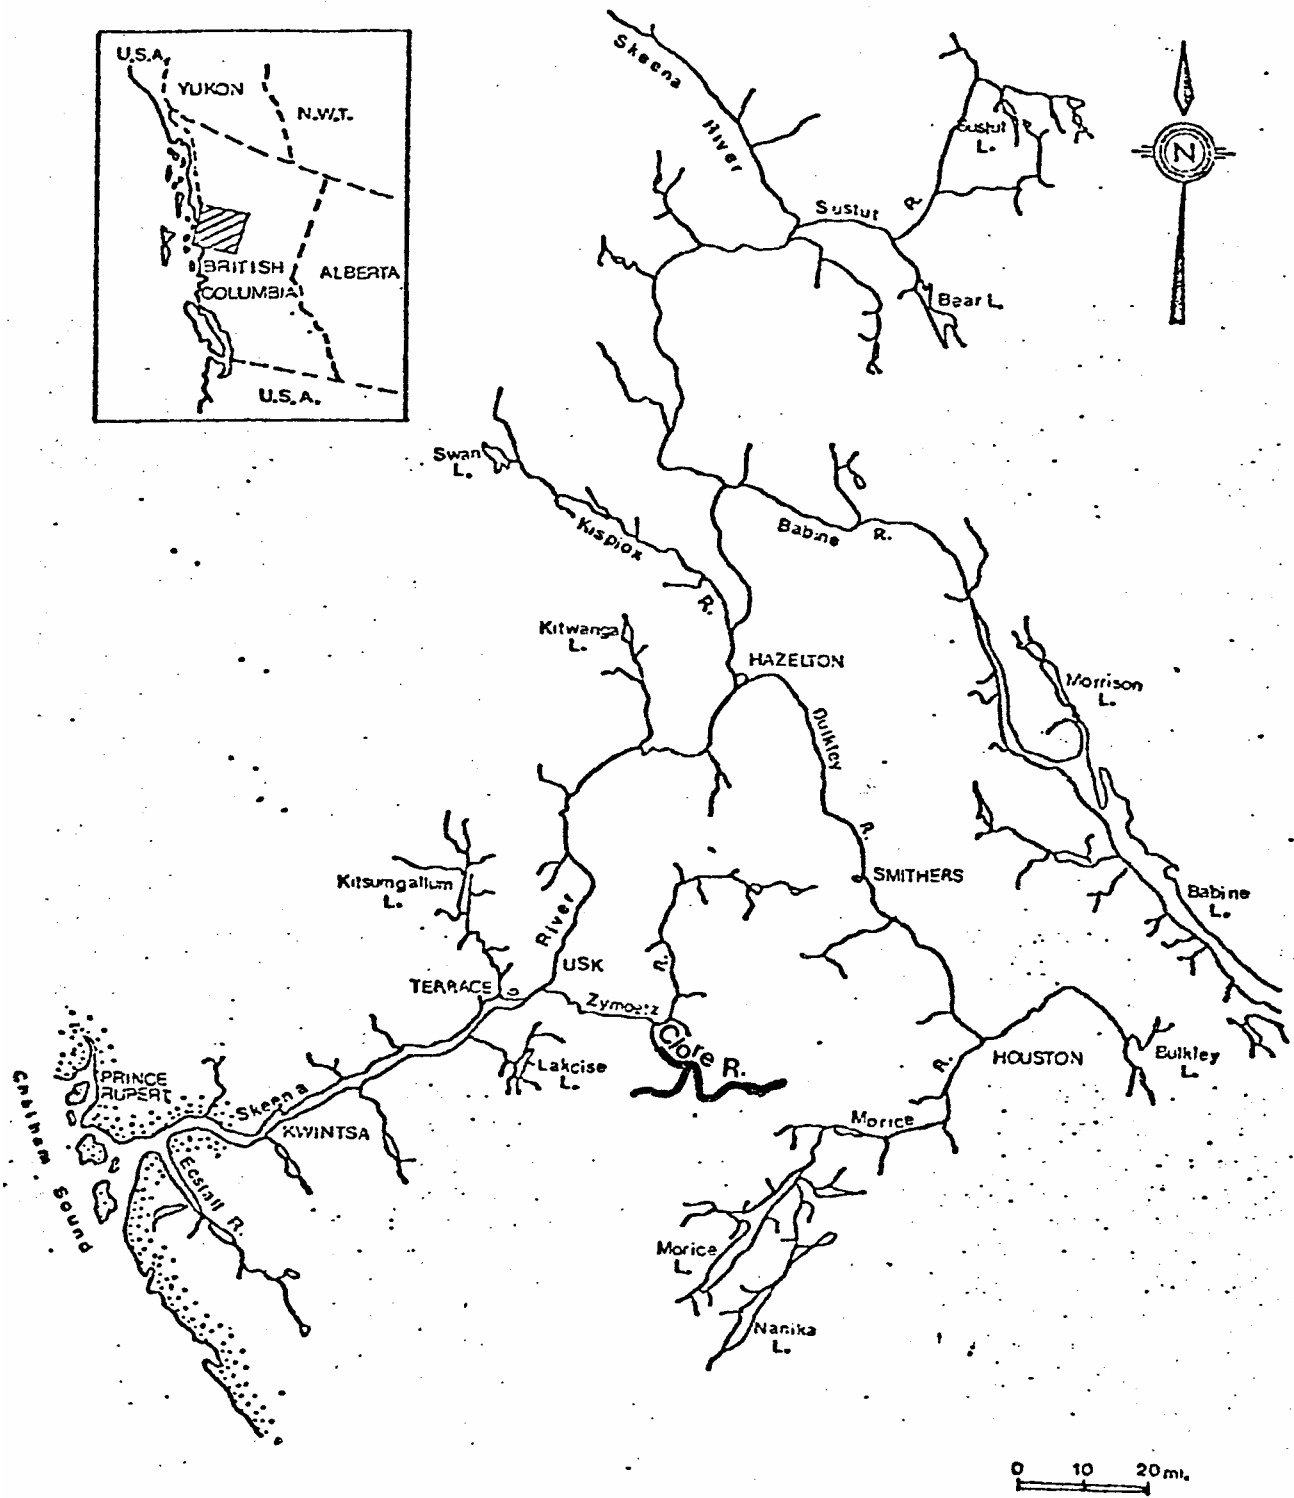 U.S.A.
YUKON
N.W.T.
BRITISH
COLUMBIA
ALBERTA
U.S.A.
Skeena
River
Sustut
L.
Sustut
R.
Bear L.
N
Swan
L.
Kispiox
R.
Babine
R.
Kitwanga
L.
HAZELTON
Morrison
L.
Bulkley
R.
Kitsumgallum
L.
SMITHERS
Babine
L.
River
USK
TERRACE
Zymoetz
R.
Clore R.
Lakelse
L.
HOUSTON
Bulkley
L.
R.
Morice
PRINCE
RUPERT
Skeena
KWINTSA
Chatham Sound
Ecstall R.
Morice
L.
Nanika
L.
0 10 20 mi.